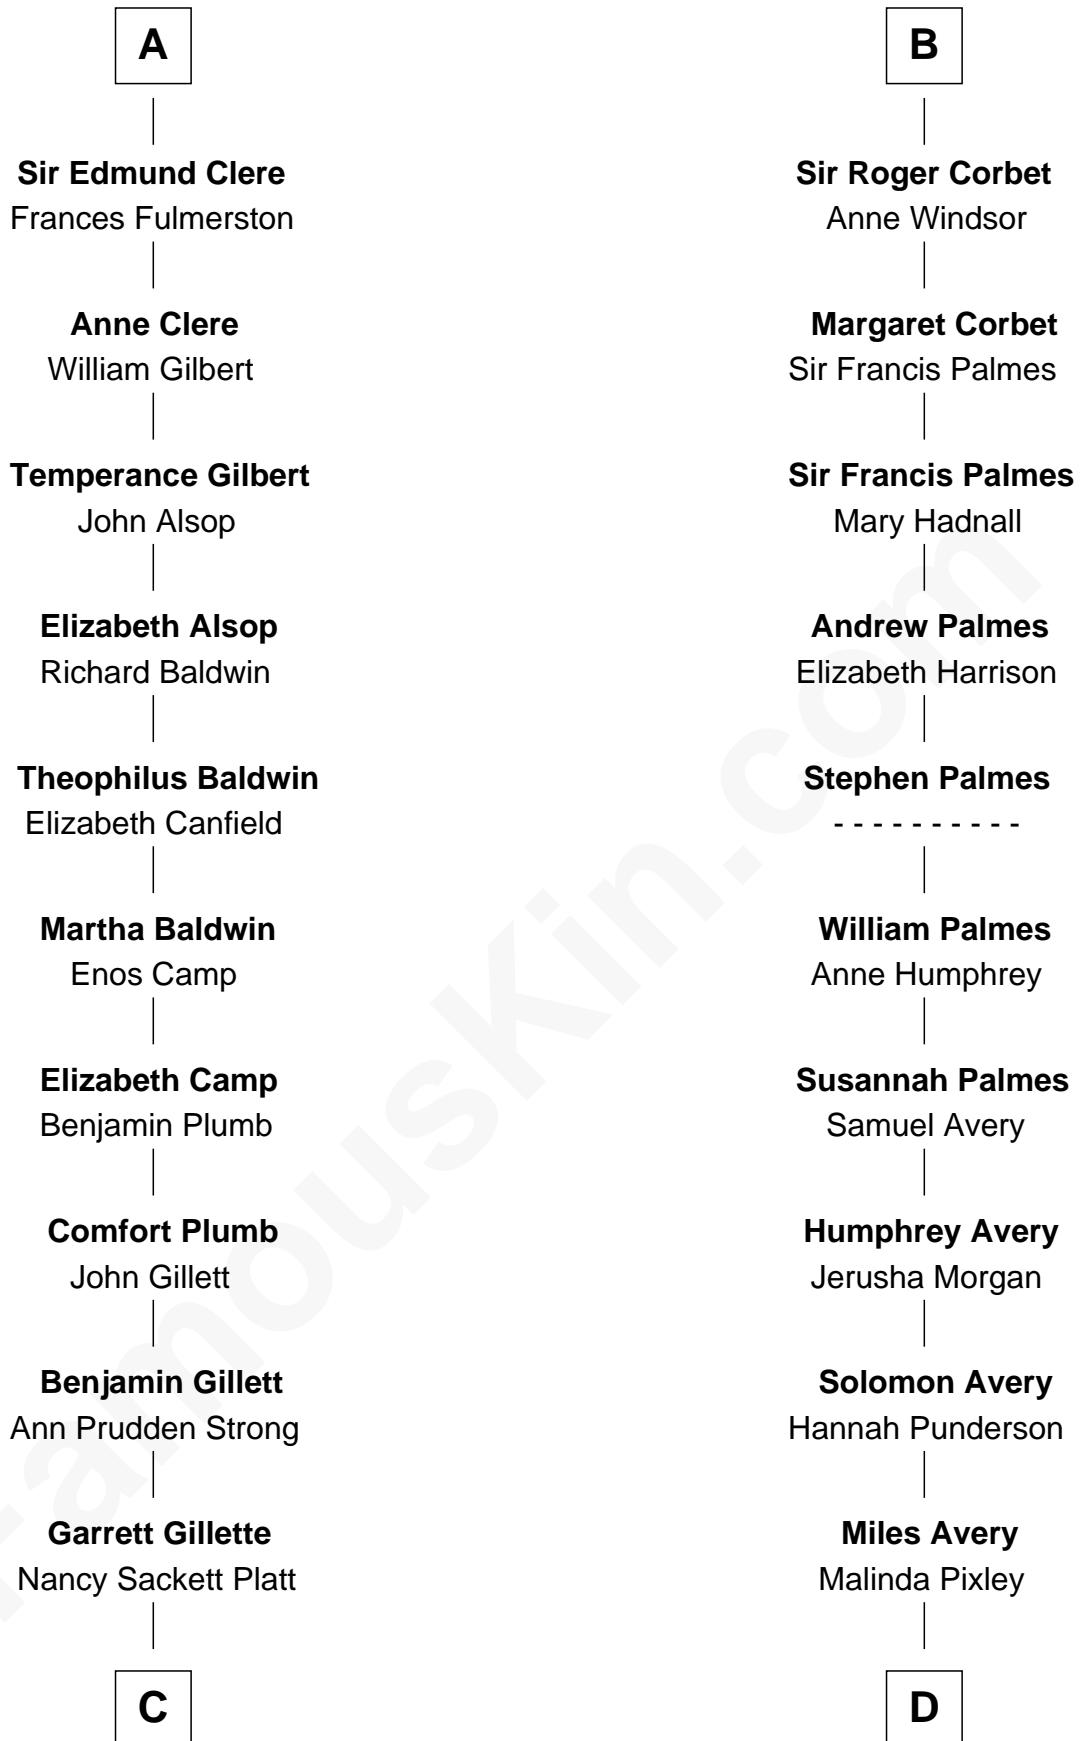 A
Sir Edmund Clere
Frances Fulmerston
Anne Clere
William Gilbert
Temperance Gilbert
John Alsop
Elizabeth Alsop
Richard Baldwin
Theophilus Baldwin
Elizabeth Canfield
Martha Baldwin
Enos Camp
Elizabeth Camp
Benjamin Plumb
Comfort Plumb
John Gillett
Benjamin Gillett
Ann Prudden Strong
Garrett Gillette
Nancy Sackett Platt
C
B
Sir Roger Corbet
Anne Windsor
Margaret Corbet
Sir Francis Palmes
Sir Francis Palmes
Mary Hadnall
Andrew Palmes
Elizabeth Harrison
Stephen Palmes
- - - - - - - - - -
William Palmes
Anne Humphrey
Susannah Palmes
Samuel Avery
Humphrey Avery
Jerusha Morgan
Solomon Avery
Hannah Punderson
Miles Avery
Malinda Pixley
D
FamousKin.com